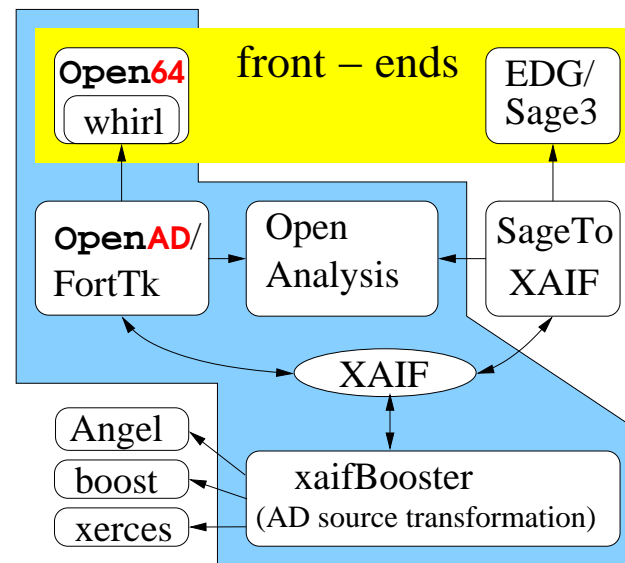 front – ends
Open64
whirl
EDG/
Sage3
OpenAD/
FortTk
Open
Analysis
SageTo
XAIF
XAIF
Angel
boost
xerces
xaifBooster
(AD source transformation)